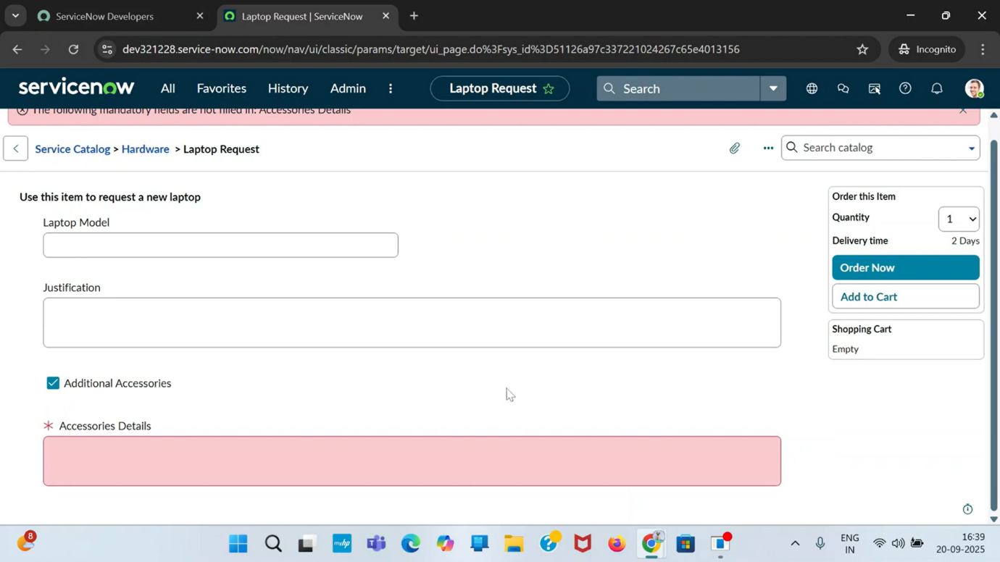 ServiceNow Developers
Laptop Request | ServiceNow
dev321228.service-now.com/now/nav/ui/classic/params/target/ui_page.do%3Fsys_id%3D51126a97c337221024267c65e4013156
Incognito
servicenow All Favorites History Admin Laptop Request Search
The following mandatory fields are not filled in: Accessories Details
Service Catalog > Hardware > Laptop Request
Search catalog
Use this item to request a new laptop
Laptop Model
Justification
Additional Accessories
* Accessories Details
Order this Item
Quantity 1
Delivery time 2 Days
Order Now
Add to Cart
Shopping Cart
Empty
8
myhp
ENG
IN
16:39
20-09-2025